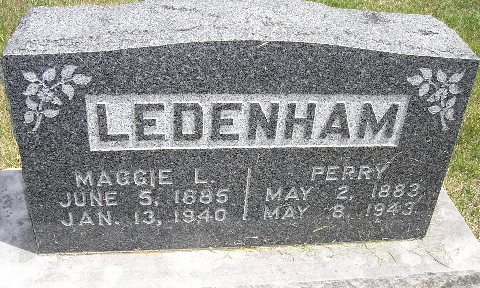 LEDENHAM
MAGGIE L.
JUNE 5, 1885
JAN. 13, 1940
PERRY
MAY 2, 1883
MAY 8, 1943